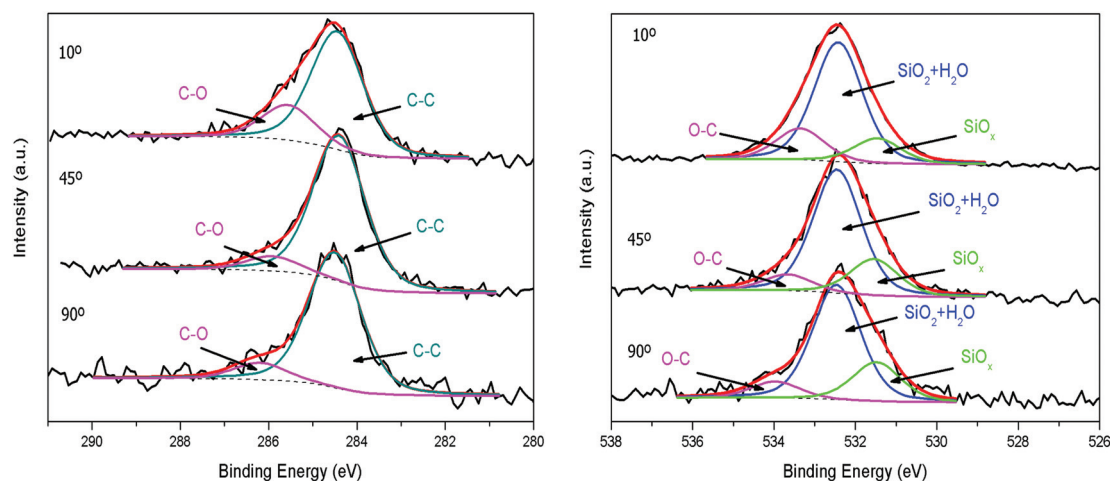 Intensity (a.u.)
10º
C-O
C-C
45º
C-O
C-C
90º
C-O
C-C
290 288 286 284 282 280
Binding Energy (eV)
Intensity (a.u.)
10º
SiO₂+H₂O
O-C
SiOₓ
45º
SiO₂+H₂O
O-C
SiOₓ
90º
SiO₂+H₂O
O-C
SiOₓ
538 536 534 532 530 528 526
Binding Energy (eV)